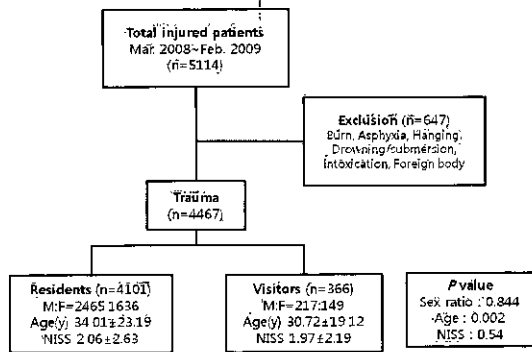 Total injured patients
Mar. 2008~Feb. 2009
(n=5114)
Exclusion (n=647)
Burn, Asphyxia, Hanging,
Drowning/submersion,
Intoxication, Foreign body
Trauma
(n=4467)
Residents (n=4101)
M:F=2465:1636
Age(y) 34.01±23.19
NISS 2.06±2.63
Visitors (n=366)
M:F=217:149
Age(y) 30.72±19.12
NISS 1.97±2.19
P value
Sex ratio : 0.844
Age : 0.002
NISS : 0.54